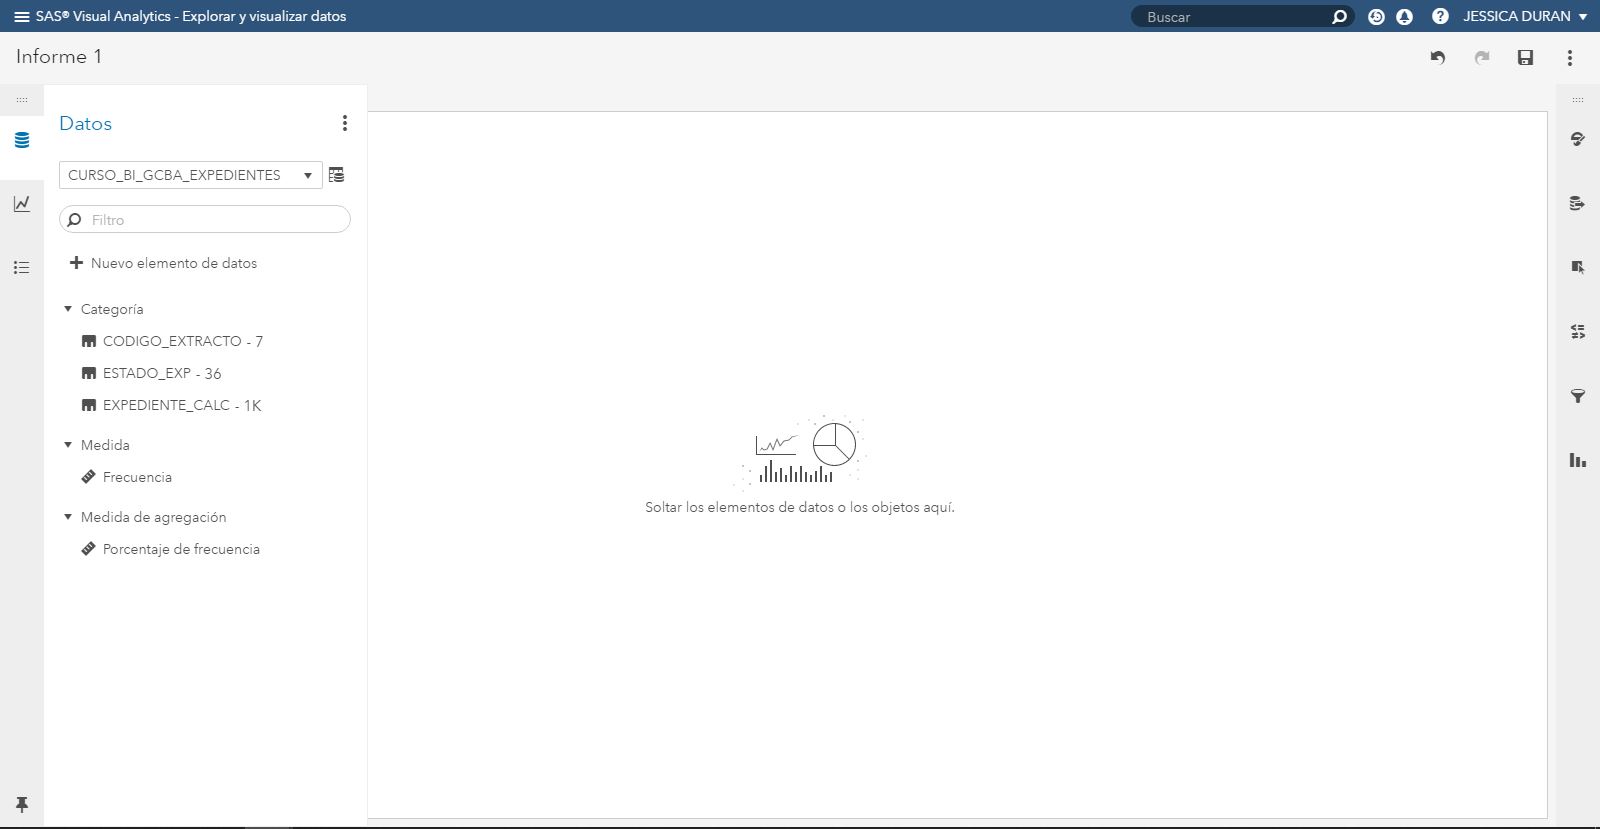 SAS® Visual Analytics - Explorar y visualizar datos
Buscar
JESSICA DURAN
Informe 1
Datos
CURSO_BI_GCBA_EXPEDIENTES
Filtro
Nuevo elemento de datos
Categoría
CODIGO_EXTRACTO - 7
ESTADO_EXP - 36
EXPEDIENTE_CALC - 1K
Medida
Frecuencia
Medida de agregación
Porcentaje de frecuencia
Soltar los elementos de datos o los objetos aquí.